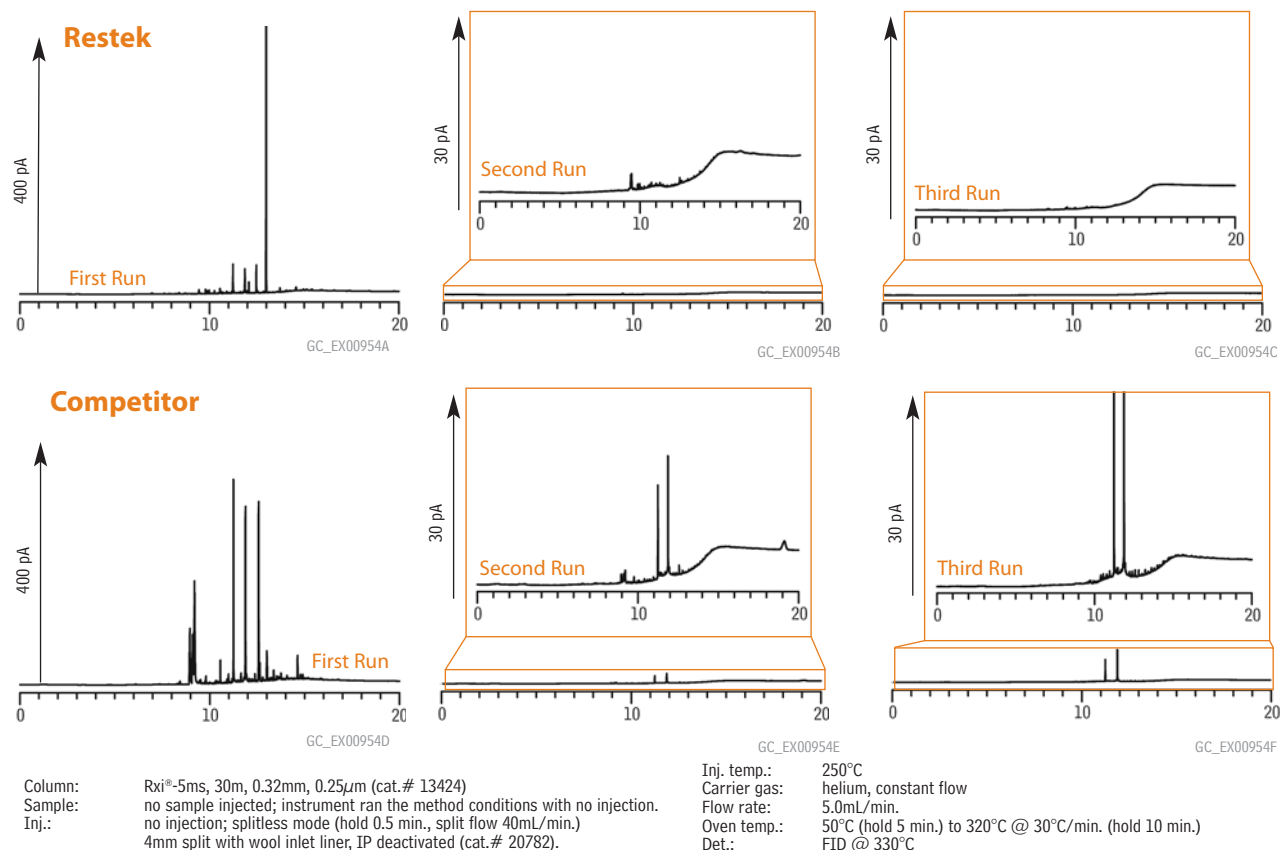 Restek
400 pA
First Run
0 10 20
GC_EX00954A
30 pA
Second Run
0 10 20
0 10 20
GC_EX00954B
30 pA
Third Run
0 10 20
0 10 20
GC_EX00954C
Competitor
400 pA
First Run
0 10 20
GC_EX00954D
30 pA
Second Run
0 10 20
0 10 20
GC_EX00954E
30 pA
Third Run
0 10 20
0 10 20
GC_EX00954F
Column: Rxi®-5ms, 30m, 0.32mm, 0.25µm (cat.# 13424)
Sample: no sample injected; instrument ran the method conditions with no injection.
Inj.: no injection; splitless mode (hold 0.5 min., split flow 40mL/min.)
4mm split with wool inlet liner, IP deactivated (cat.# 20782).
Inj. temp.: 250°C
Carrier gas: helium, constant flow
Flow rate: 5.0mL/min.
Oven temp.: 50°C (hold 5 min.) to 320°C @ 30°C/min. (hold 10 min.)
Det.: FID @ 330°C